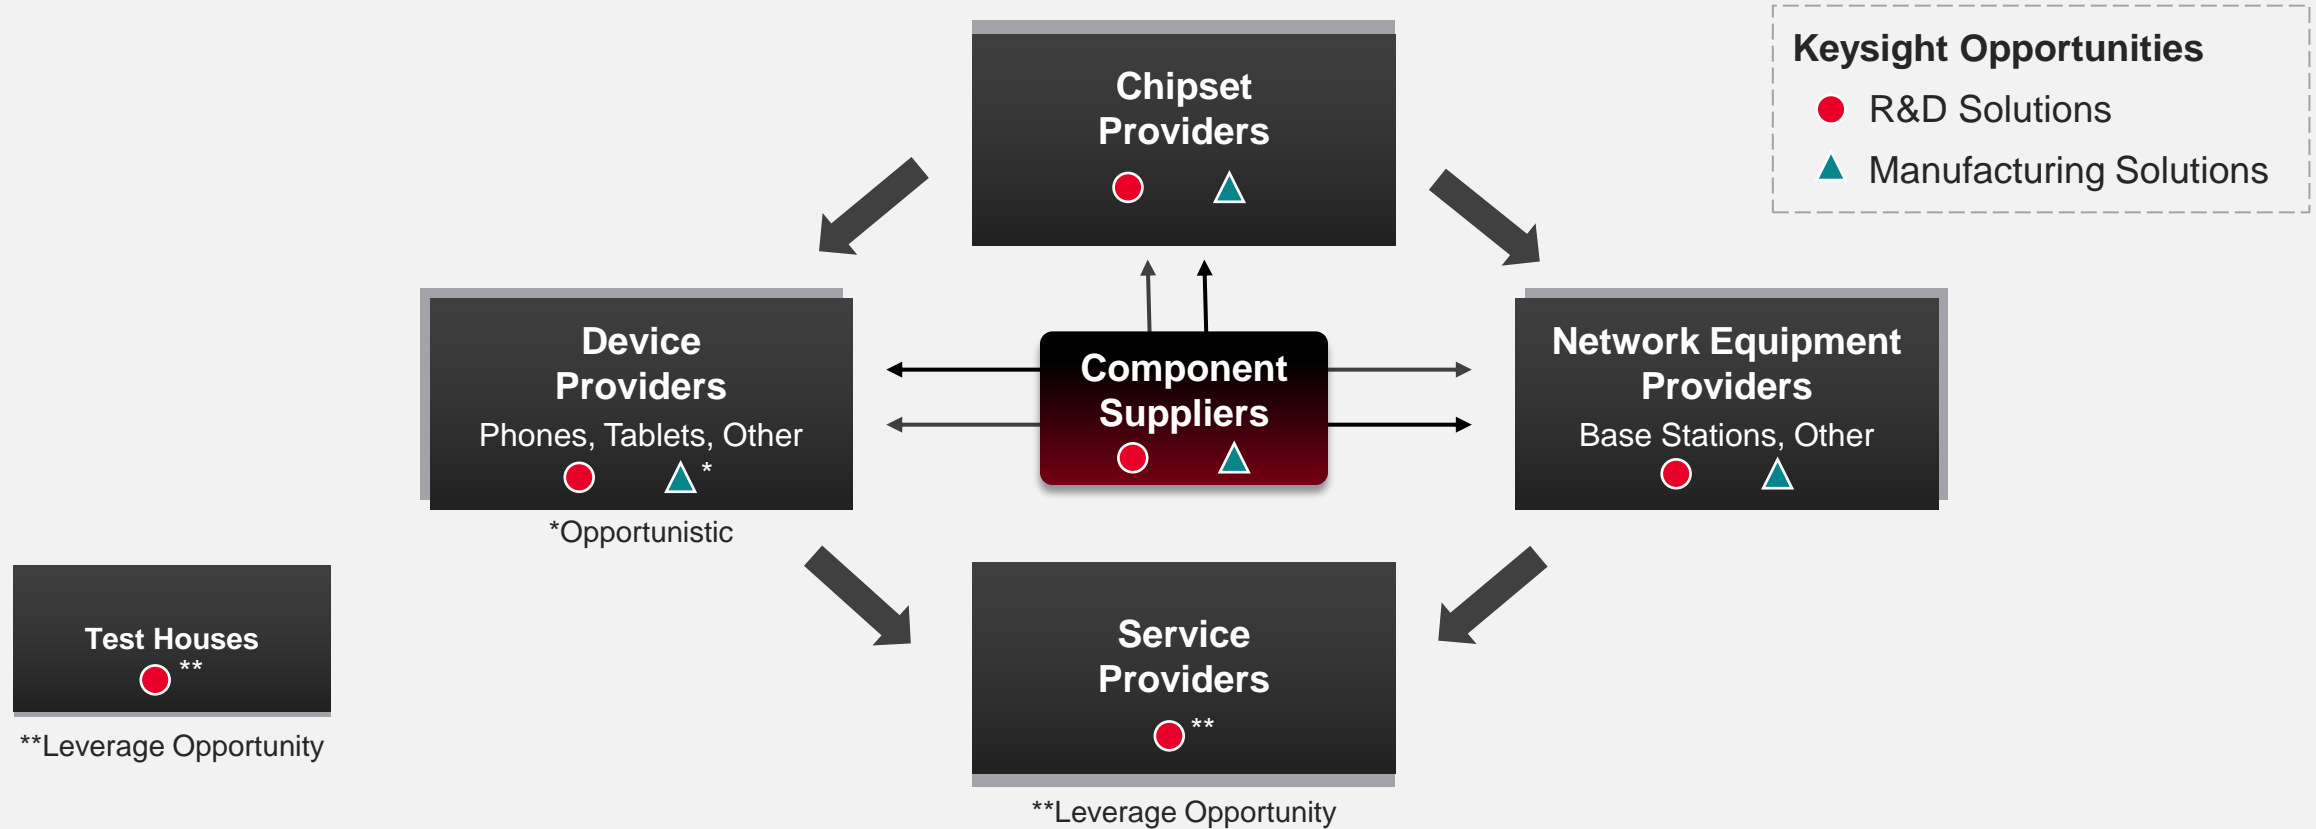 Keysight Opportunities
R&D Solutions
Manufacturing Solutions
Chipset
Providers
Device
Providers
Phones, Tablets, Other
*
*Opportunistic
Component
Suppliers
Network Equipment
Providers
Base Stations, Other
Test Houses
**
**Leverage Opportunity
Service
Providers
**
**Leverage Opportunity